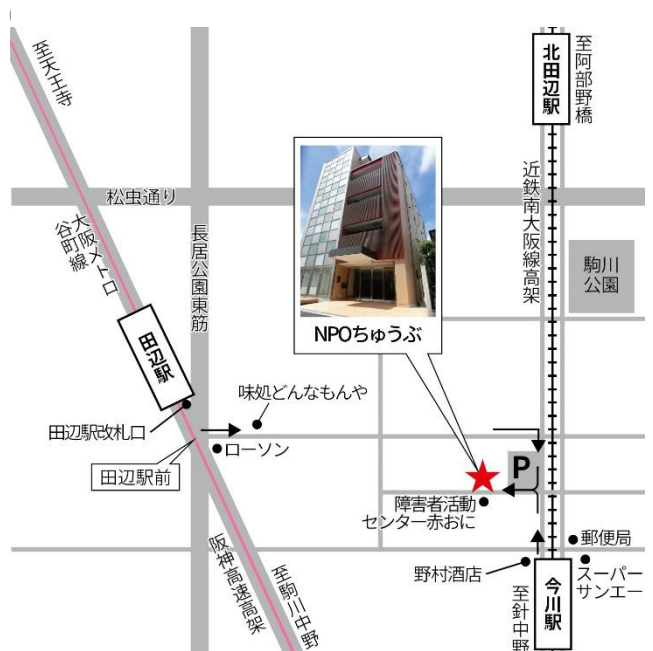 至天王寺
北田辺駅
至阿部野橋
松虫通り
大阪メトロ
谷町線
長居公園東筋
近鉄南大阪線高架
駒川
公園
NPOちゅうぶ
田辺駅
味処どんなもんや
田辺駅改札口
ローソン
田辺駅前
P
障害者活動
センター赤おに
阪神高速高架
至駒川中野
野村酒店
郵便局
スーパー
サンエー
今川駅
至針中野